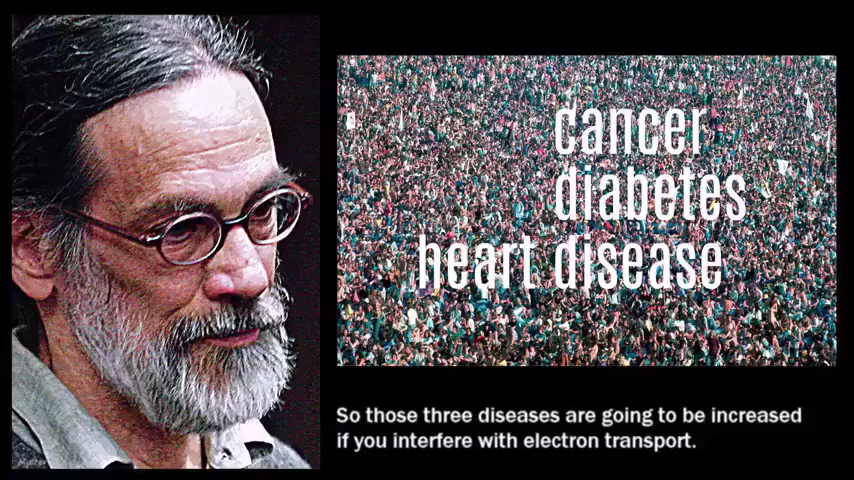 cancer
diabetes
heart disease
So those three diseases are going to be increased
if you interfere with electron transport.